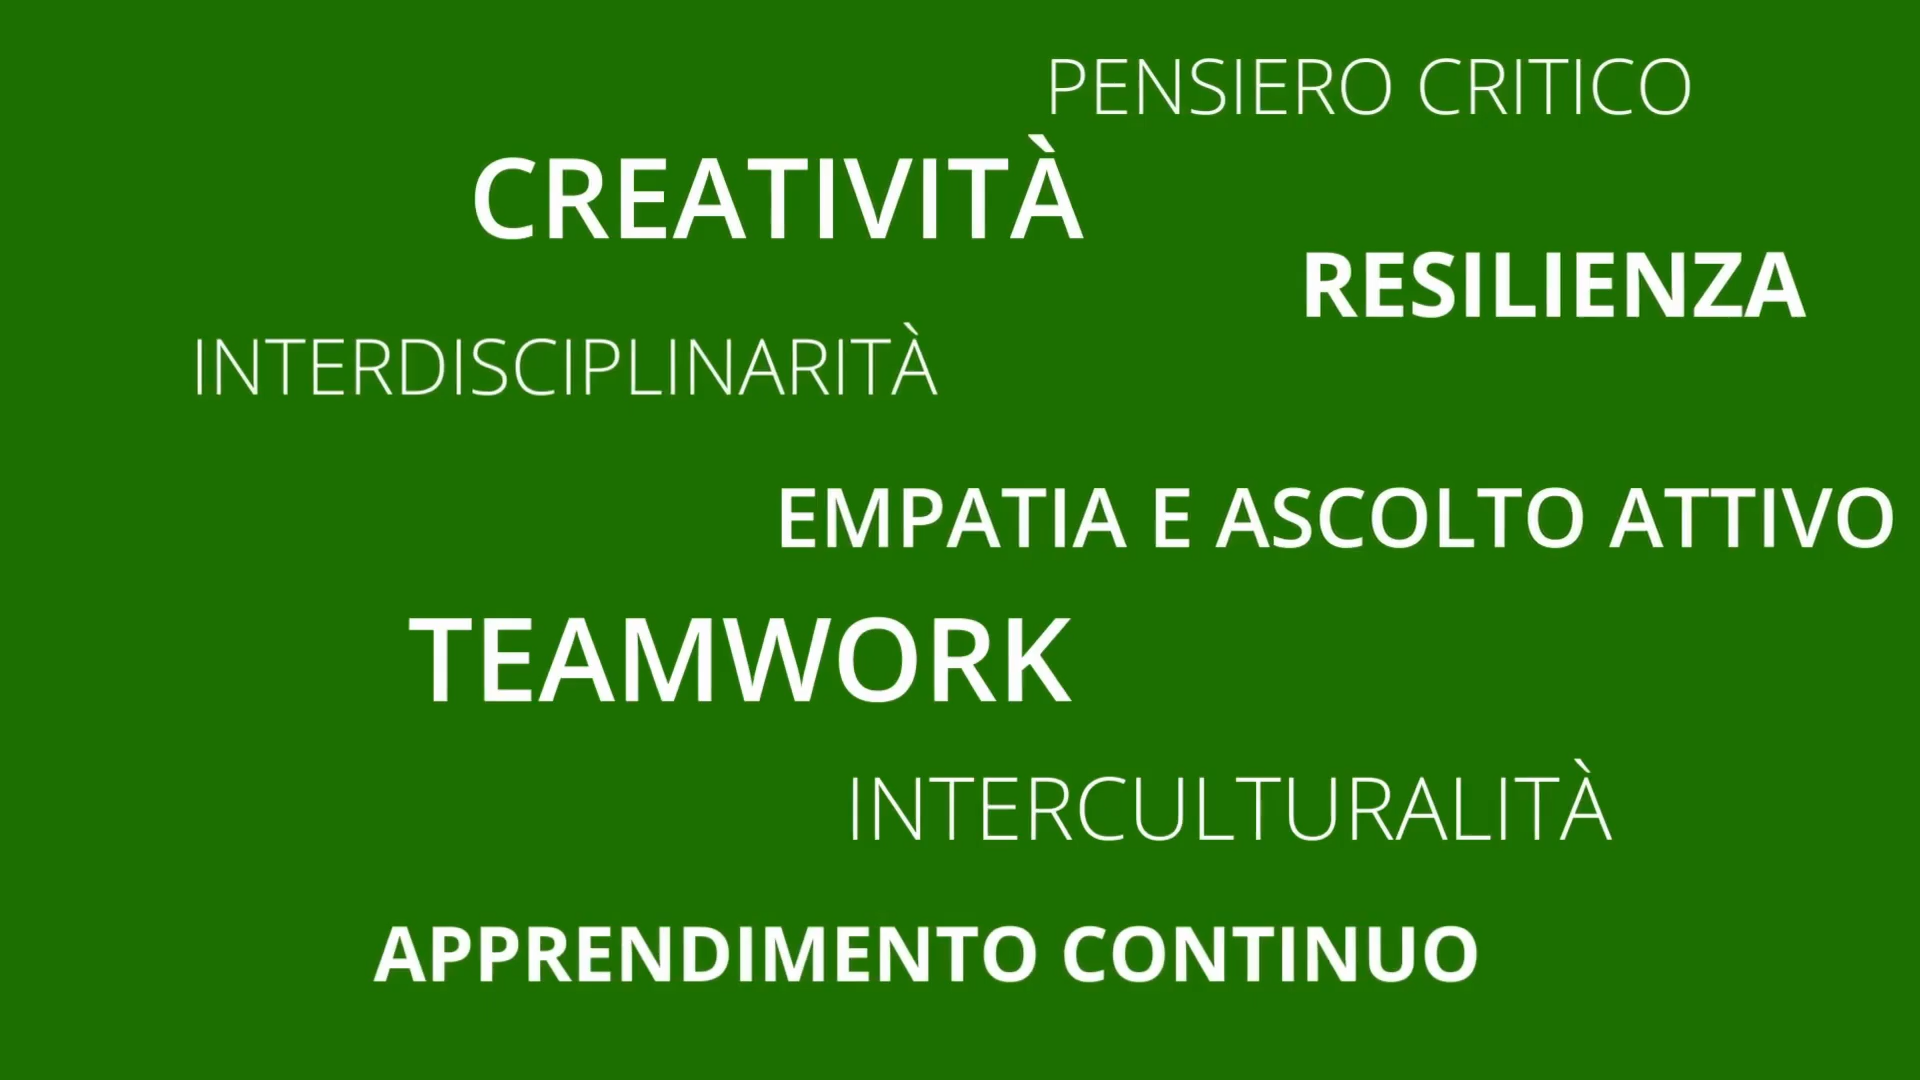 PENSIERO CRITICO
CREATIVITÀ
RESILIENZA
INTERDISCIPLINARITÀ
EMPATIA E ASCOLTO ATTIVO
TEAMWORK
INTERCULTURALITÀ
APPRENDIMENTO CONTINUO